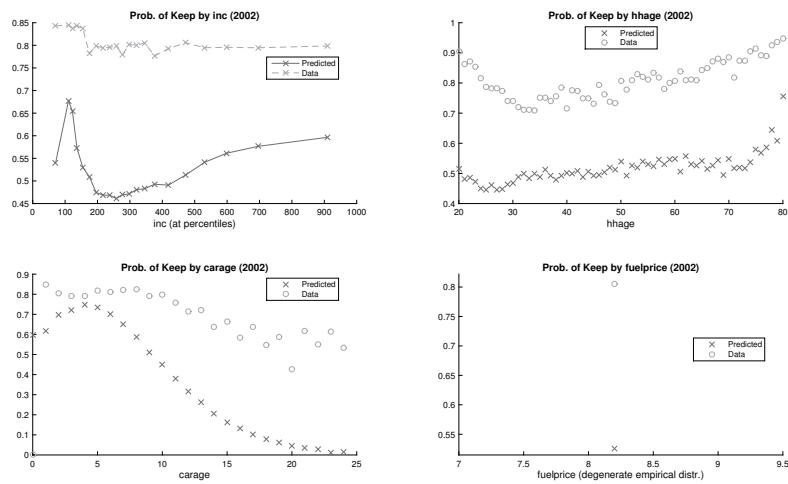 Prob. of Keep by inc (2002)
0.85
0.8
0.75
0.7
0.65
0.6
0.55
0.5
0.45
0 100 200 300 400 500 600 700 800 900 1000
inc (at percentiles)
Predicted
Data
Prob. of Keep by hhage (2002)
1
0.9
0.8
0.7
0.6
0.5
0.4
20 30 40 50 60 70 80
hhage
Predicted
Data
Prob. of Keep by carage (2002)
0.9
0.8
0.7
0.6
0.5
0.4
0.3
0.2
0.1
0
0 5 10 15 20 25
carage
Predicted
Data
Prob. of Keep by fuelprice (2002)
0.8
0.75
0.7
0.65
0.6
0.55
7 7.5 8 8.5 9 9.5
fuelprice (degenerate empirical distr.)
Predicted
Data